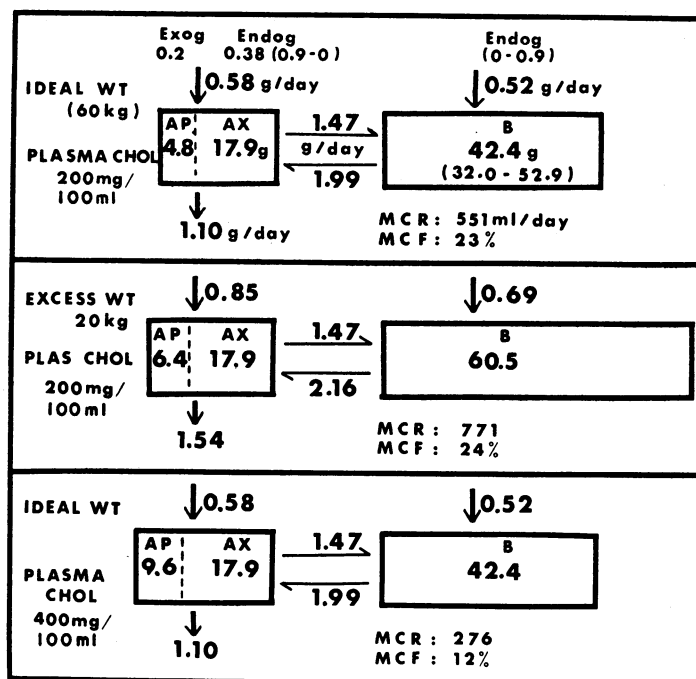 Exog Endog Endog
0.2 0.38 (0.9-0) (0-0.9)
0.58 g/day 0.52 g/day
IDEAL WT
(60kg)
AP AX 1.47 B
4.8 17.9g g/day 42.4 g
PLASMA CHOL 1.99 (32.0 - 52.9)
200mg/
100ml
1.10 g/day MCR: 551ml/day
MCF: 23%
0.85 0.69
EXCESS WT
20kg
AP AX 1.47 B
6.4 17.9 60.5
PLAS CHOL 2.16
200mg/
100ml
1.54 MCR: 771
MCF: 24%
0.58 0.52
IDEAL WT
AP AX 1.47 B
9.6 17.9 42.4
PLASMA 1.99
CHOL
400mg/
100ml
1.10 MCR: 276
MCF: 12%